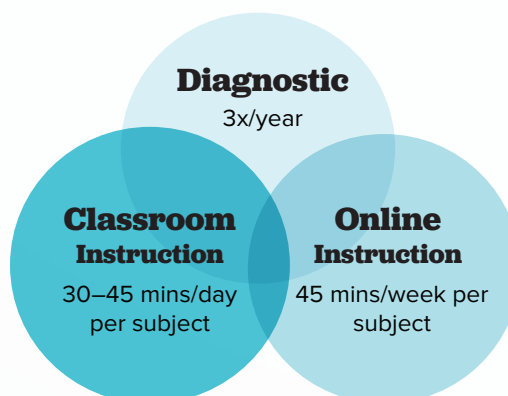 Diagnostic
3x/year
Classroom
Instruction
30–45 mins/day
per subject
Online
Instruction
45 mins/week per
subject